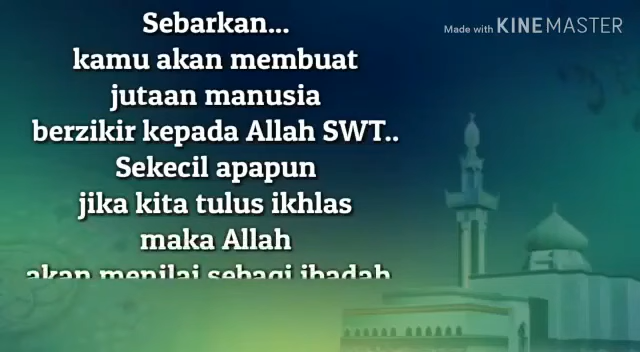 Sebarkan...
Made with KINEMASTER
kamu akan membuat
jutaan manusia
berzikir kepada Allah SWT..
Sekecil apapun
jika kita tulus ikhlas
maka Allah
akan menilai sebagi ibadah